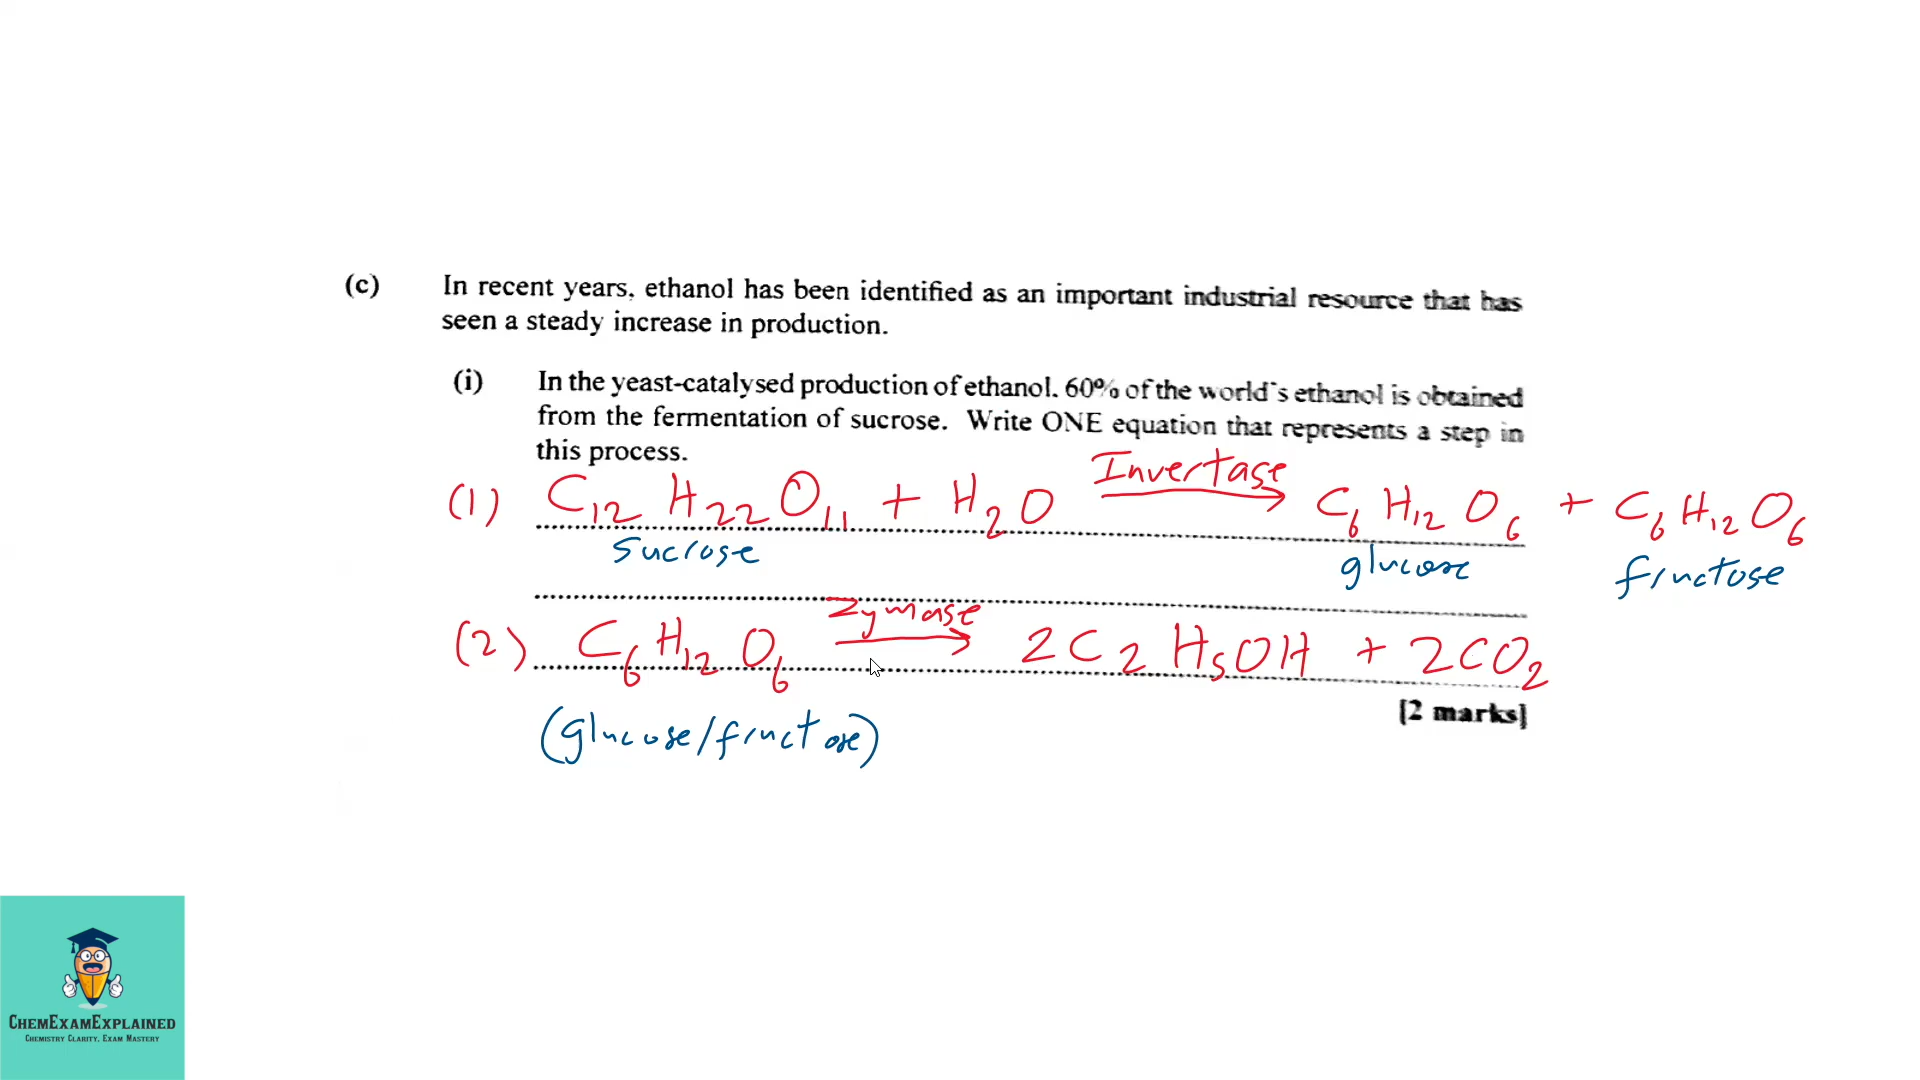 (c) In recent years, ethanol has been identified as an important industrial resource that has
seen a steady increase in production.
(i) In the yeast-catalysed production of ethanol. 60% of the world's ethanol is obtained
from the fermentation of sucrose. Write ONE equation that represents a step in
this process.
(1) C12 H22 O11 + H2O Invertase → C6 H12 O6 + C6 H12 O6
sucrose glucose fructose
(2) C6 H12 O6 Zymase → 2C2 H5OH + 2CO2
[2 marks]
(glucose/fructose)
CHEMEXAMEXPLAINED
CHEMISTRY CLARITY, EXAM MASTERY